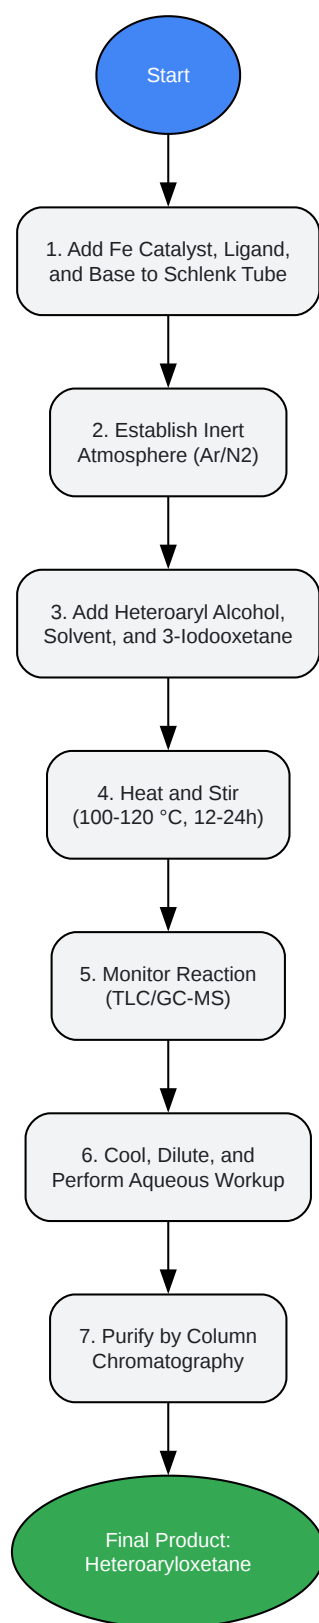 Start
1. Add Fe Catalyst, Ligand,
and Base to Schlenk Tube
2. Establish Inert
Atmosphere (Ar/N2)
3. Add Heteroaryl Alcohol,
Solvent, and 3-Iodooxetane
4. Heat and Stir
(100-120 °C, 12-24h)
5. Monitor Reaction
(TLC/GC-MS)
6. Cool, Dilute, and
Perform Aqueous Workup
7. Purify by Column
Chromatography
Final Product:
Heteroaryloxetane